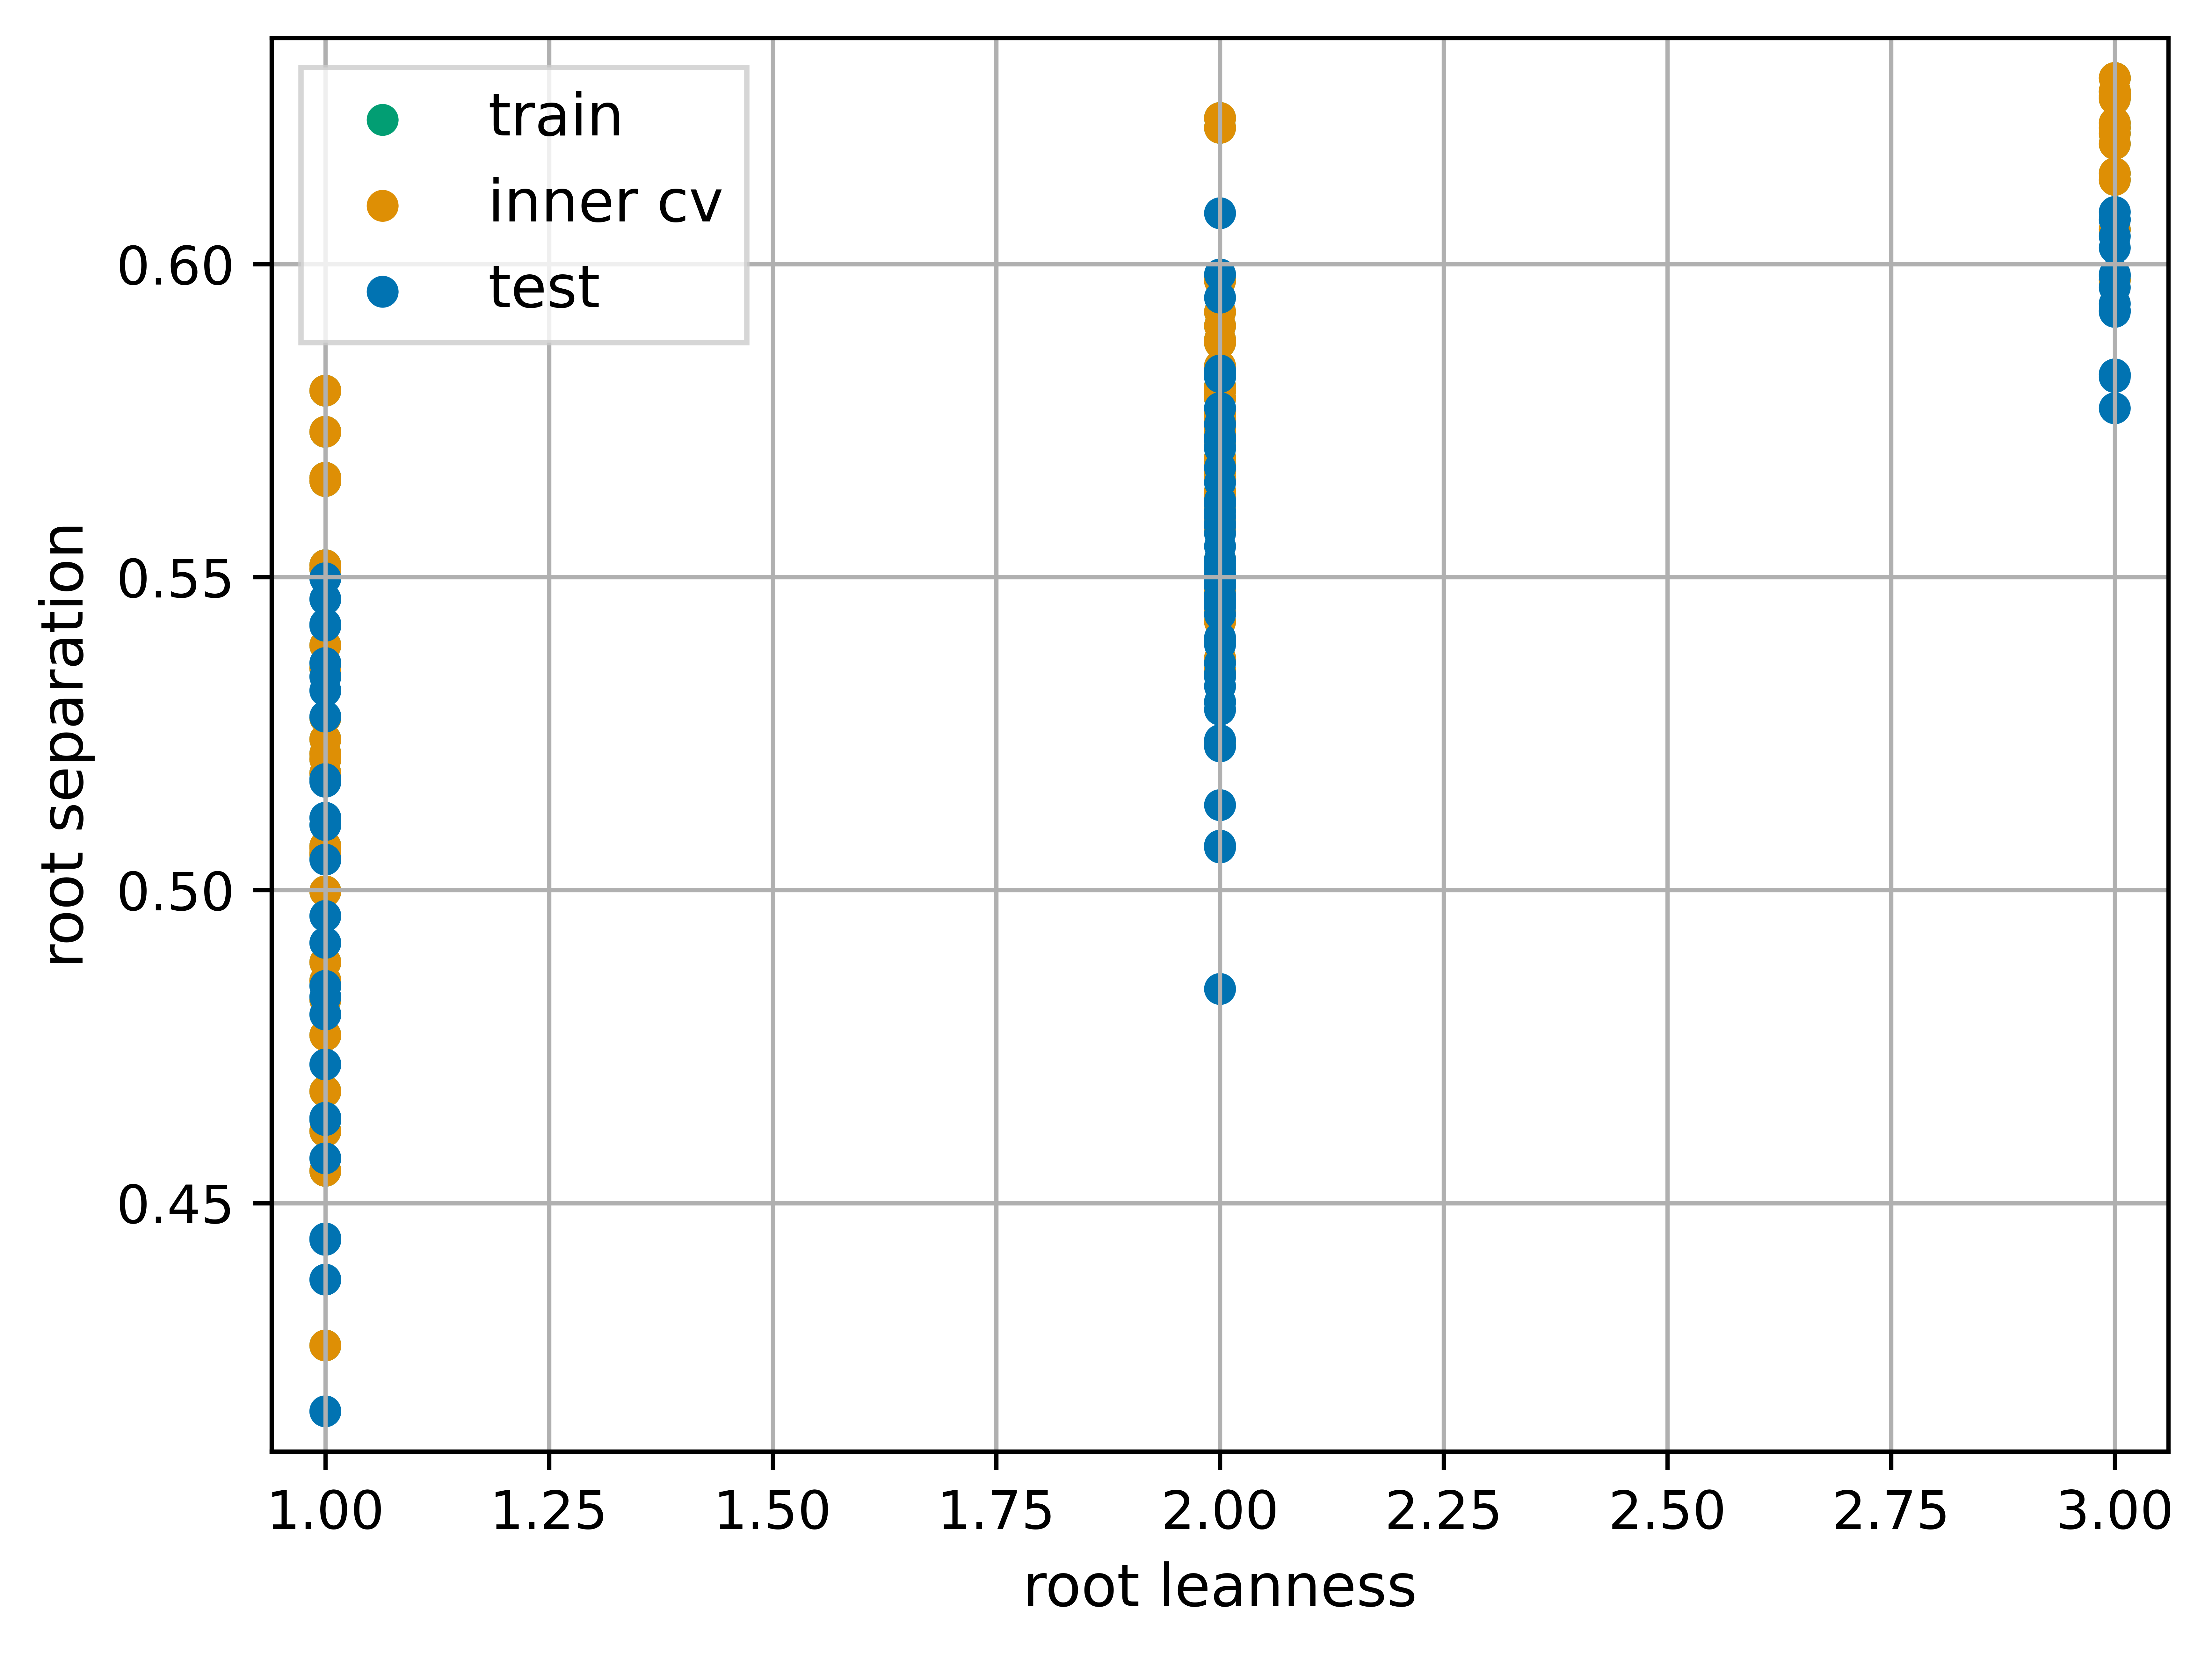 train
inner cv
test
0.60
0.55
0.50
0.45
root separation
1.00 1.25 1.50 1.75 2.00 2.25 2.50 2.75 3.00
root leanness